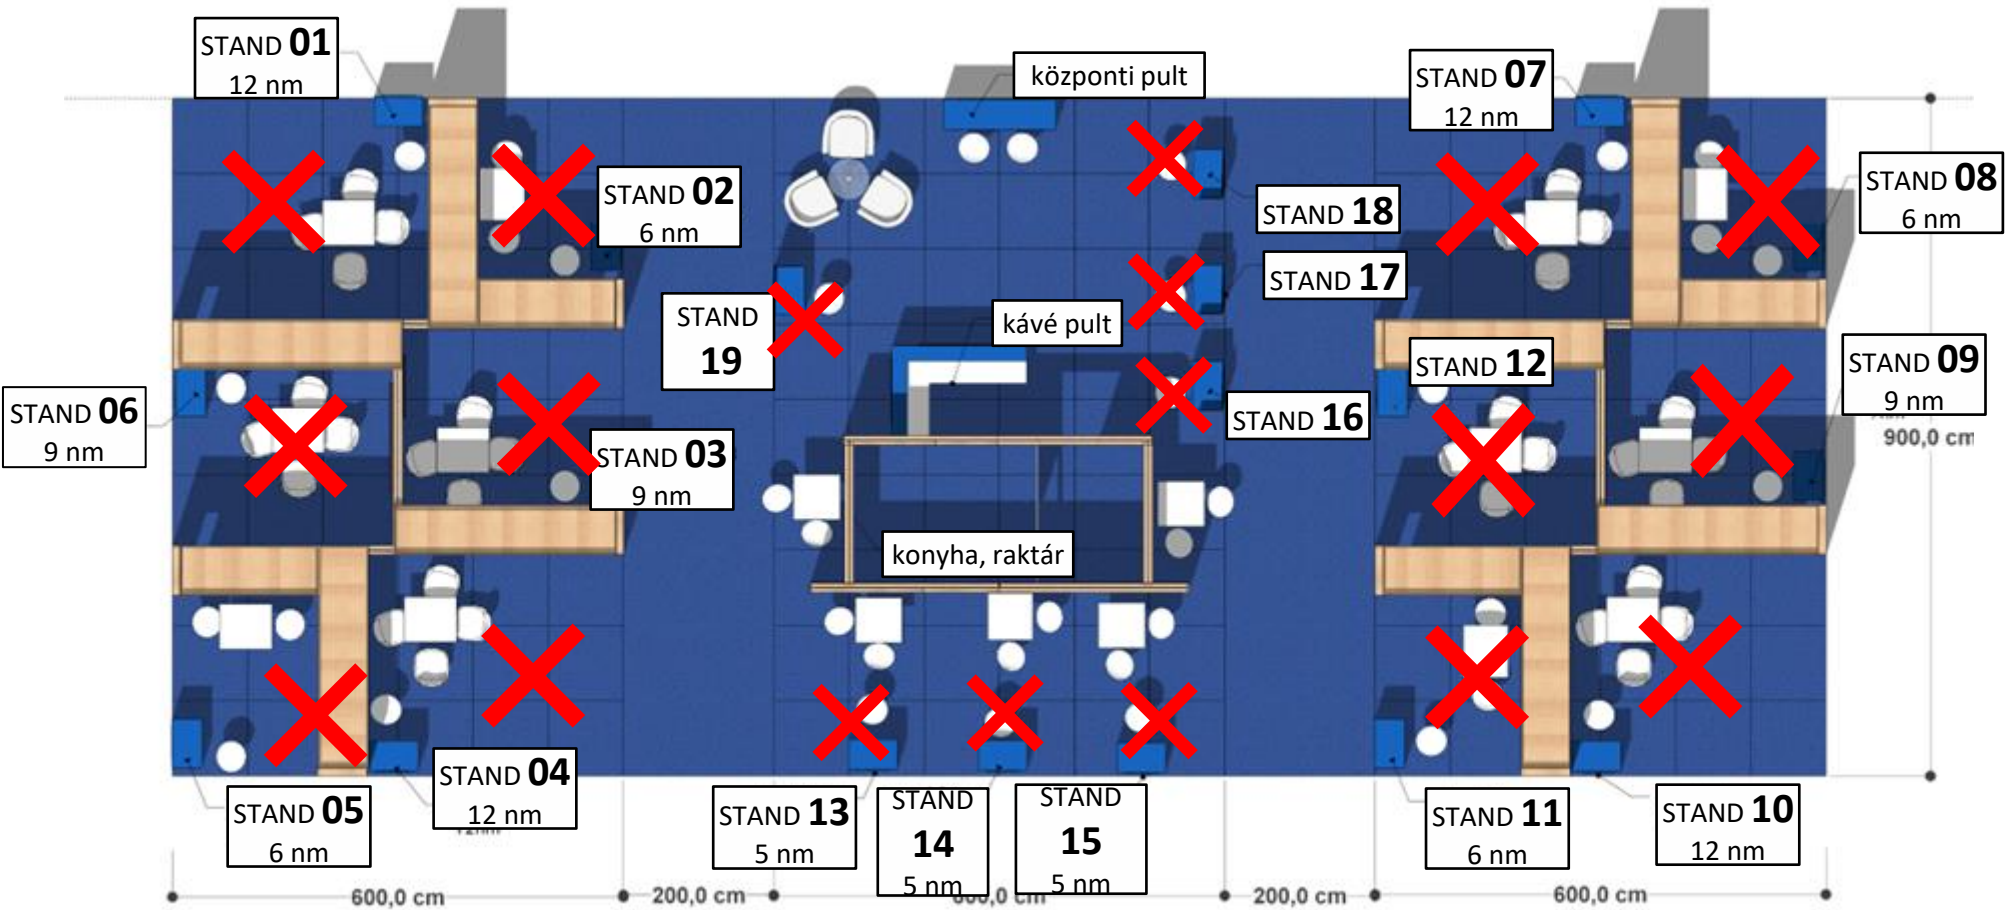 STAND 01
12 nm
STAND 02
6 nm
központi pult
STAND 07
12 nm
STAND 08
6 nm
STAND 18
STAND 17
STAND
19
kávé pult
STAND 16
STAND 12
STAND 09
9 nm
900,0 cm
STAND 06
9 nm
STAND 03
9 nm
konyha, raktár
STAND 05
6 nm
STAND 04
12 nm
STAND 13
5 nm
STAND
14
5 nm
STAND
15
5 nm
STAND 11
6 nm
STAND 10
12 nm
600,0 cm
200,0 cm
600,0 cm
200,0 cm
600,0 cm